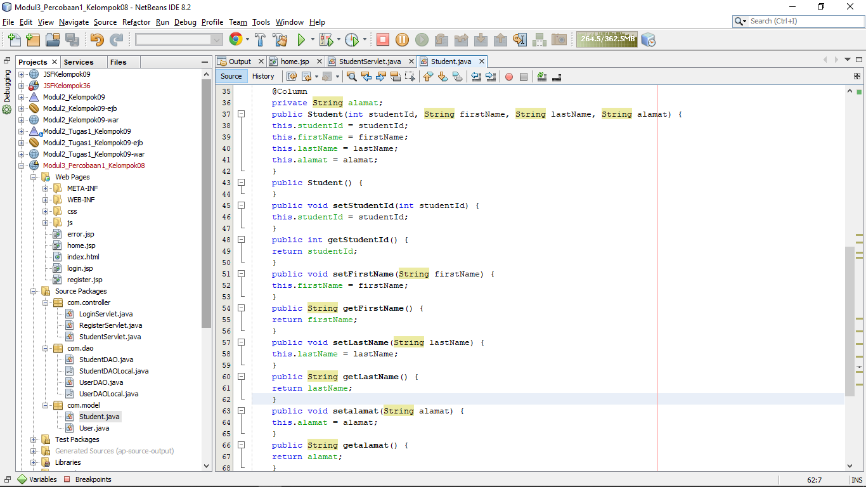 Modul3_Percobaan1_Kelompok08 - NetBeans IDE 8.2
File Edit View Navigate Source Refactor Run Debug Profile Team Tools Window Help
Search (Ctrl+I)
264.5/362.5MB
Projects Services Files
Output home.jsp StudentServlet.java Student.java
Source History
Debugging
JSFKelompok09
JSFKelompok36
Modul2_Kelompok09
Modul2_Kelompok09-ejb
Modul2_Kelompok09-war
Modul2_Tugas1_Kelompok09
Modul2_Tugas1_Kelompok09-ejb
Modul2_Tugas1_Kelompok09-war
Modul3_Percobaan1_Kelompok08
Web Pages
META-INF
WEB-INF
css
js
error.jsp
home.jsp
index.html
login.jsp
register.jsp
Source Packages
com.controller
LoginServlet.java
RegisterServlet.java
StudentServlet.java
com.dao
StudentDAO.java
StudentDAOLocal.java
UserDAO.java
UserDAOLocal.java
com.model
Student.java
User.java
Test Packages
Generated Sources (ap-source-output)
Libraries
35 @Column
36 private String alamat;
37 public Student(int studentId, String firstName, String lastName, String alamat) {
38 this.studentId = studentId;
39 this.firstName = firstName;
40 this.lastName = lastName;
41 this.alamat = alamat;
42 }
43 public Student() {
44 }
45 public void setStudentId(int studentId) {
46 this.studentId = studentId;
47 }
48 public int getStudentId() {
49 return studentId;
50 }
51 public void setFirstName(String firstName) {
52 this.firstName = firstName;
53 }
54 public String getFirstName() {
55 return firstName;
56 }
57 public void setLastName(String lastName) {
58 this.lastName = lastName;
59 }
60 public String getLastName() {
61 return lastName;
62 }
63 public void setalamat(String alamat) {
64 this.alamat = alamat;
65 }
66 public String getalamat() {
67 return alamat;
68 }
Variables Breakpoints
62:7 INS